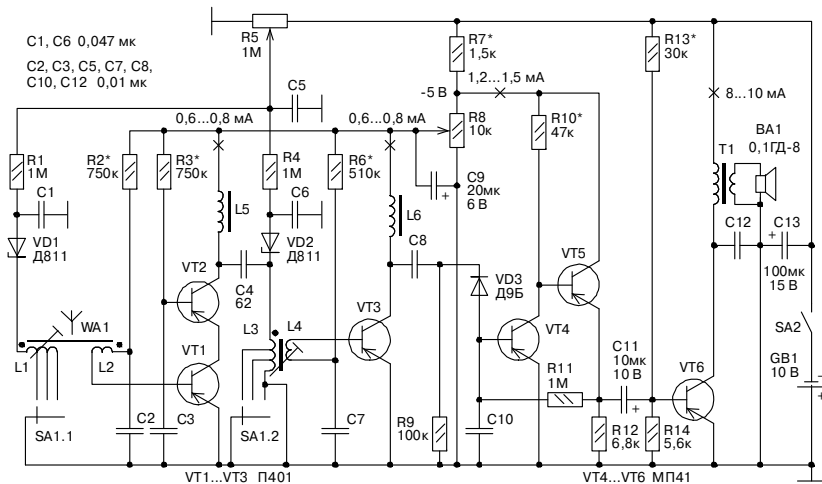 C1, C6 0,047 мк
C2, C3, C5, C7, C8,
C10, C12 0,01 мк
R5
1М
C5
R7*
1,5к
R13*
30к
1,2...1,5 мА
-5 В
8...10 мА
0,6...0,8 мА
0,6...0,8 мА
R8
10к
R10*
47к
BA1
0,1ГД-8
T1
R1
1М
R2*
750к
R3*
750к
R4
1М
R6*
510к
C1
C6
C9
20мк
6 В
+
L5
L6
VD1
Д811
VD2
Д811
C8
C12
+ C13
100мк
15 В
VT2
C4
62
VD3
Д9Б
VT5
WA1
L3
L4
VT3
VT4
SA2
L1
L2
VT1
R11
1М
C11
10мк
10 В
+
VT6
GB1
10 В
−
+
SA1.1
C2
C3
SA1.2
C7
R9
100к
C10
R12
6,8к
R14
5,6к
VT1...VT3 П401
VT4...VT6 МП41